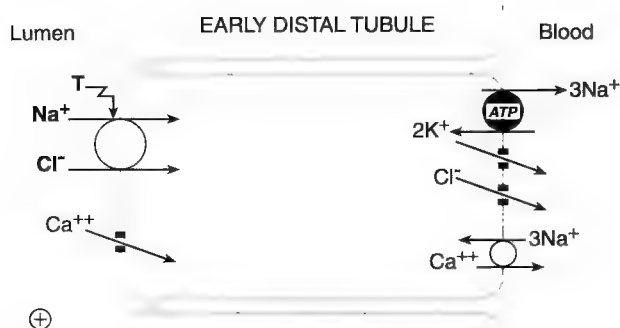 EARLY DISTAL TUBULE
Lumen
Blood
T
Na⁺
Cl⁻
Ca⁺⁺
⊕
3Na⁺
ATP
2K⁺
Cl⁻
3Na⁺
Ca⁺⁺